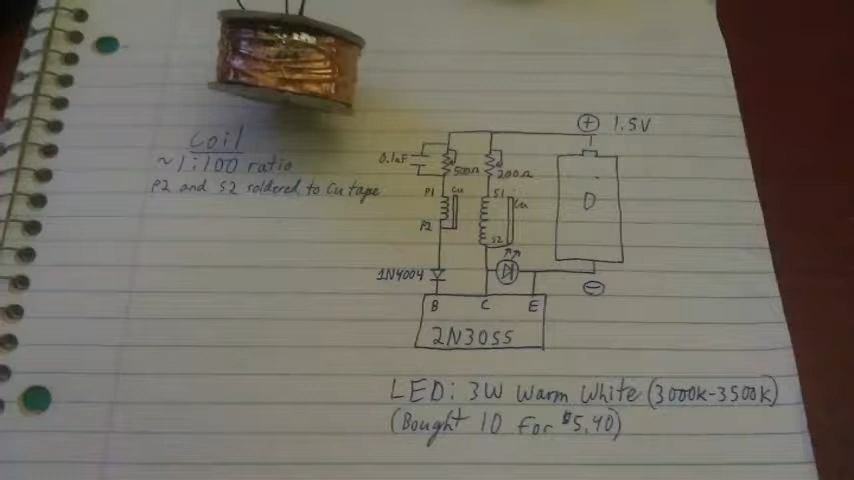 Coil
~1:100 ratio
P2 and S2 soldered to Cu tape
+ 1.5V
0.1uF
500Ω
200Ω
P1
Cu
S1
Cu
D
P2
S2
1N4004
−
B C E
2N3055
LED: 3W Warm White (3000K-3500K)
(Bought 10 for $5.40)